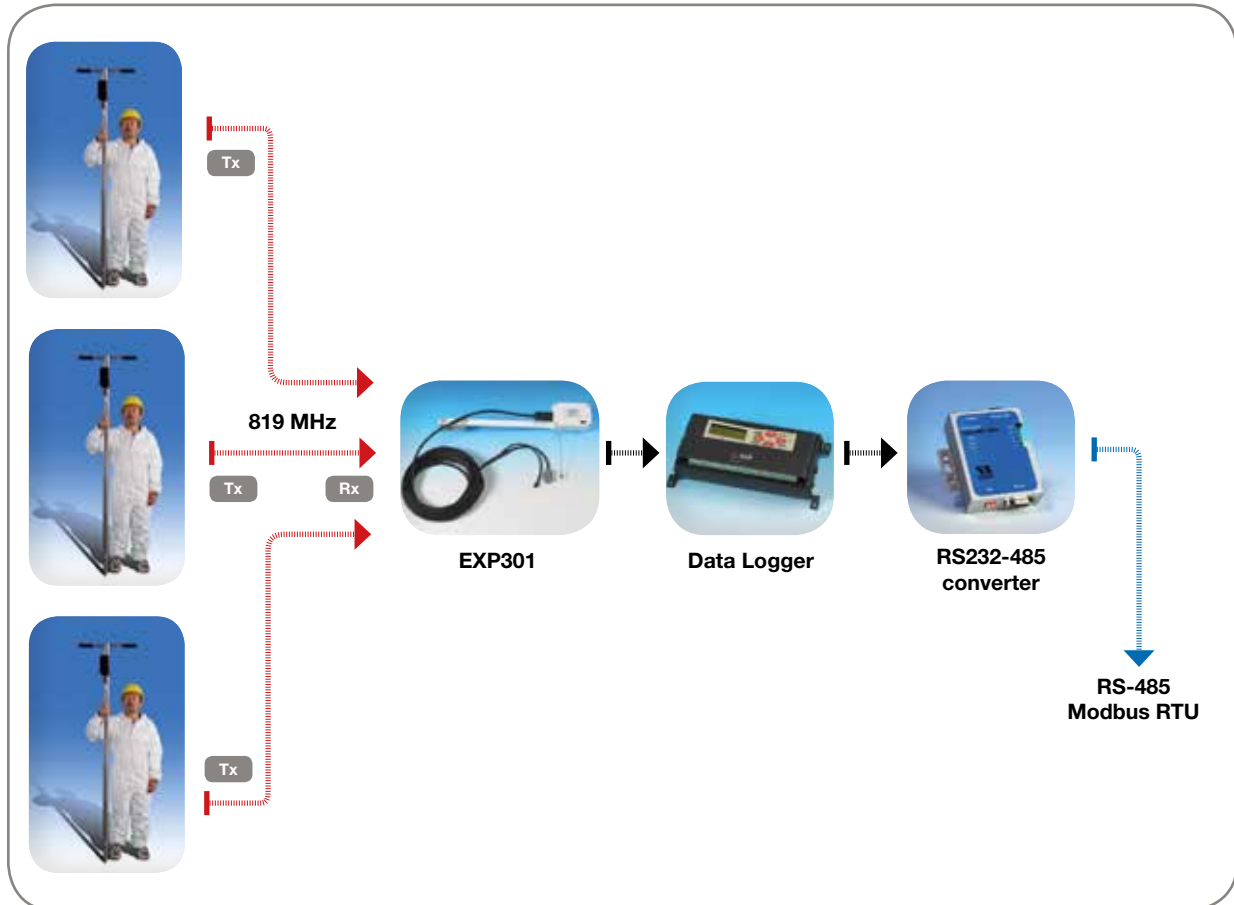 Tx
819 MHz
Tx
Rx
Tx
EXP301
Data Logger
RS232-485
converter
RS-485
Modbus RTU